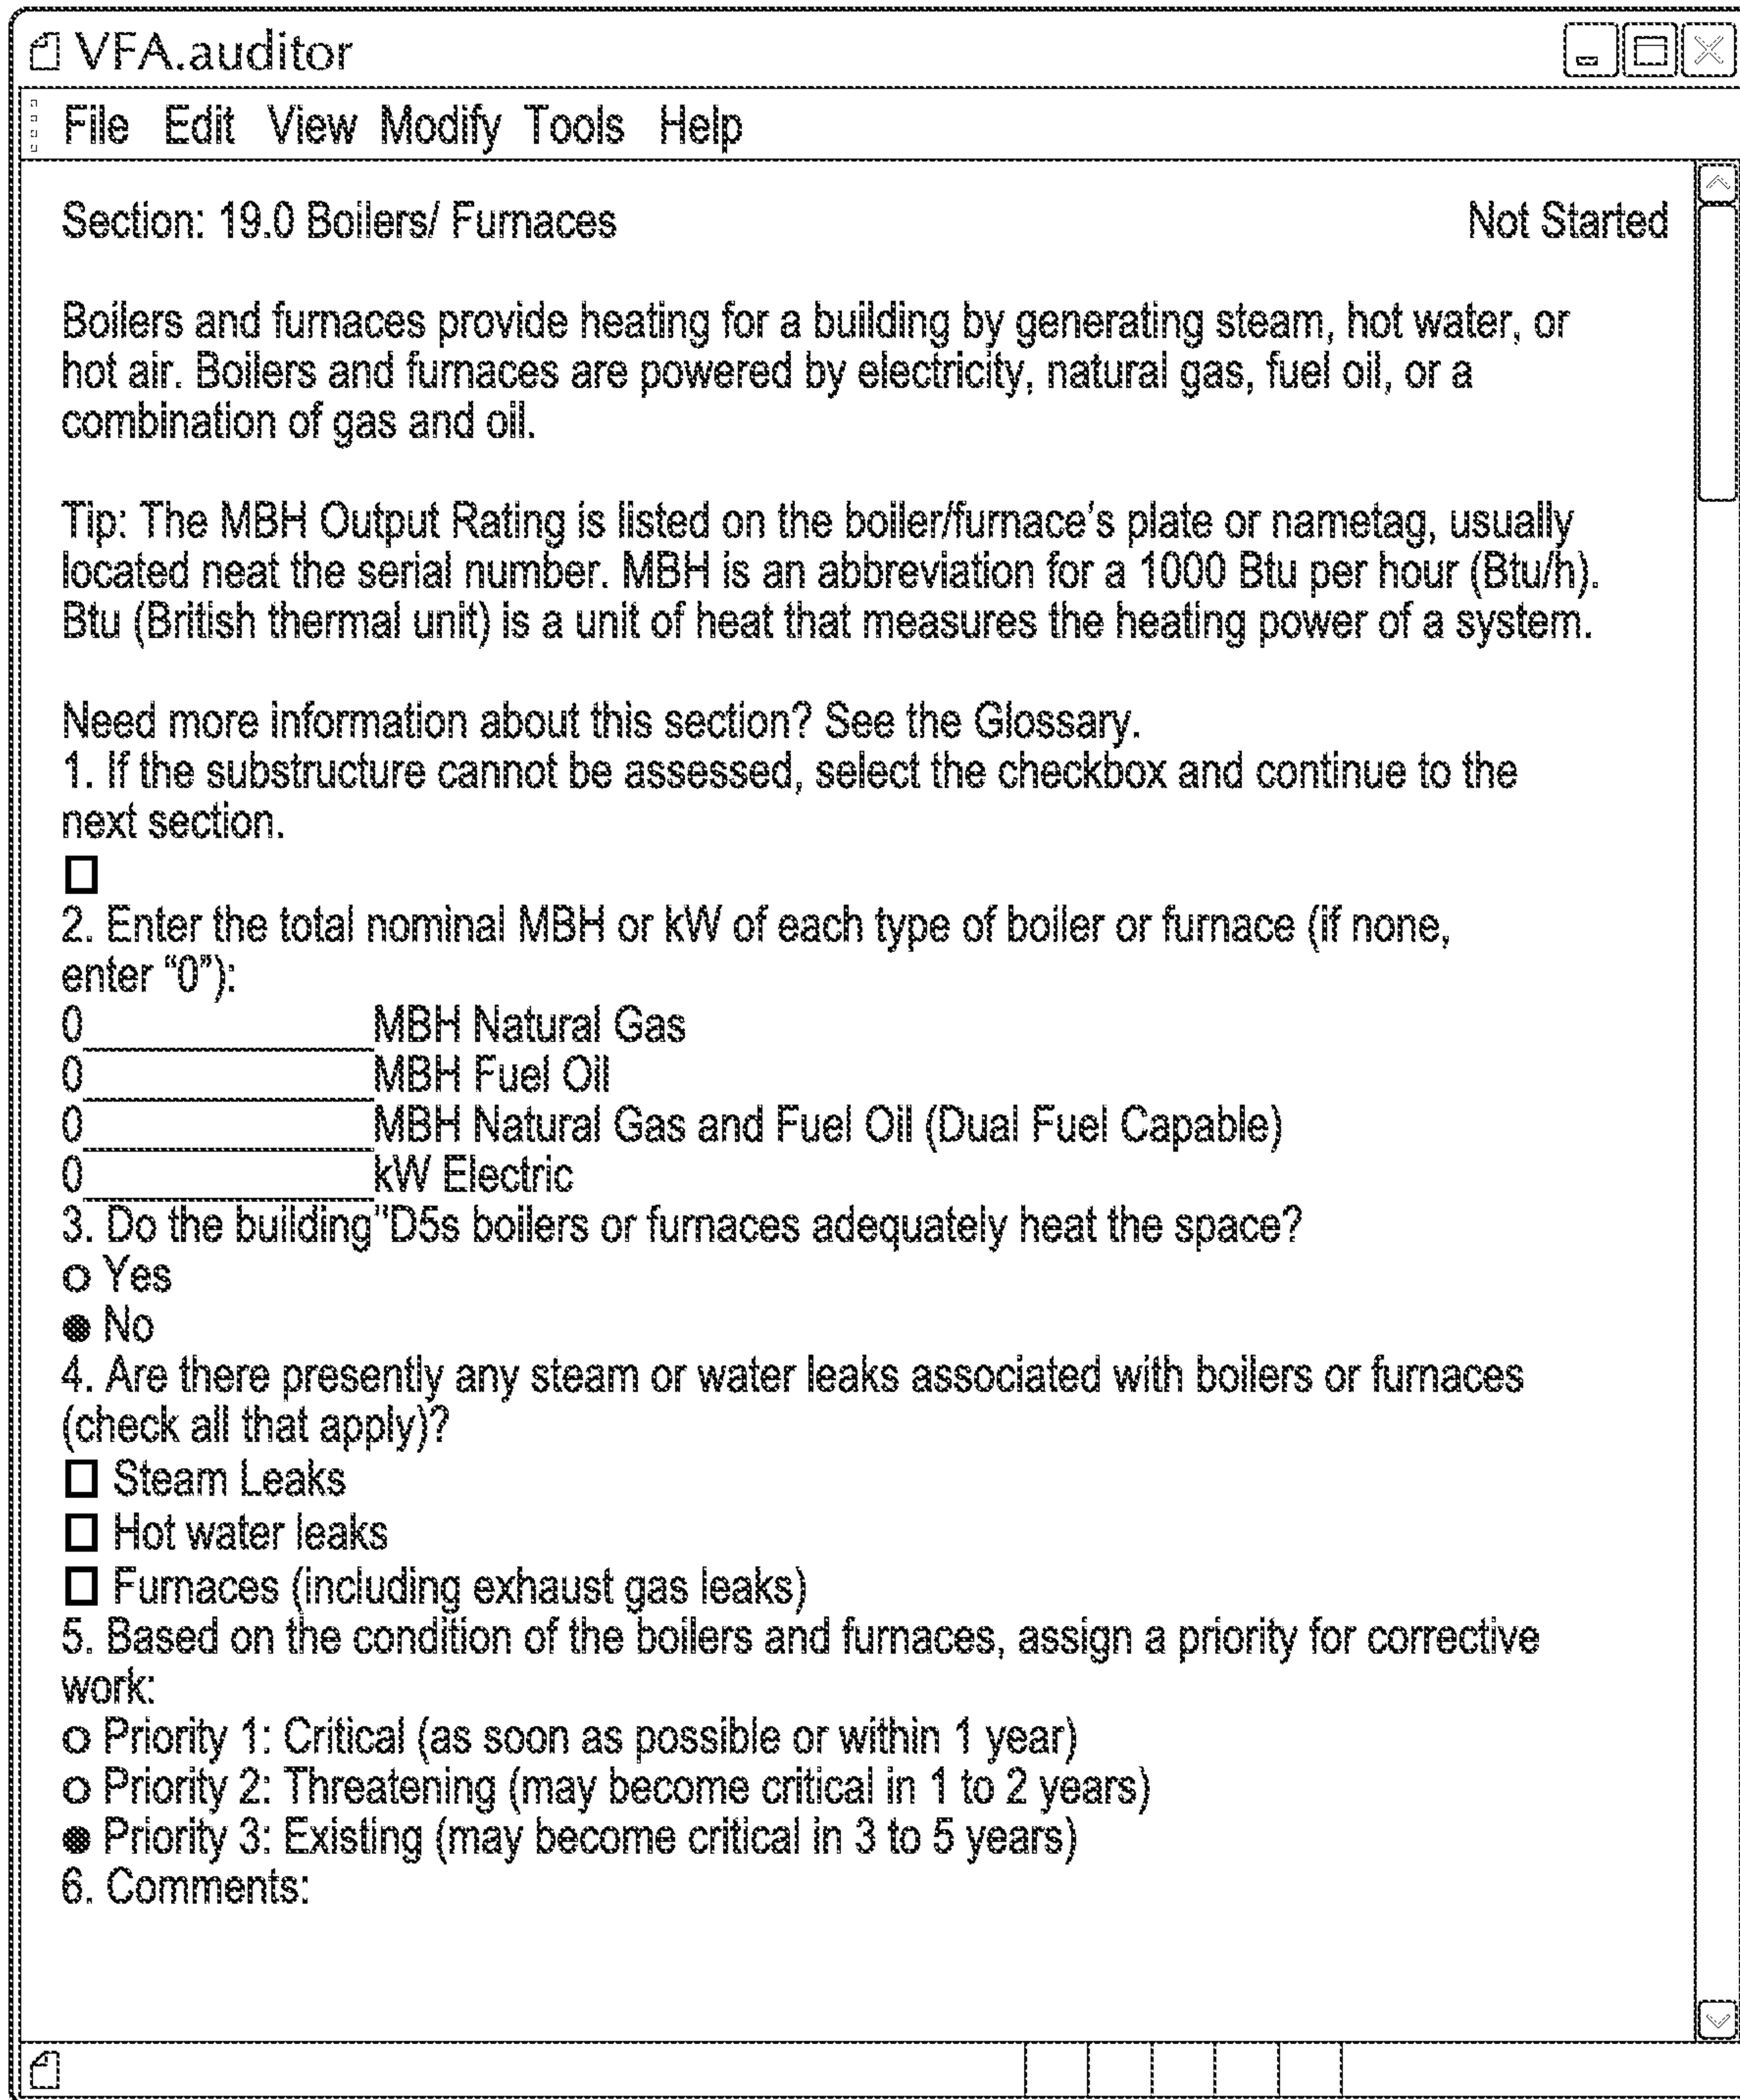 VFA.auditor
File Edit View Modify Tools Help
Section: 19.0 Boilers/ Furnaces Not Started
Boilers and furnaces provide heating for a building by generating steam, hot water, or
hot air. Boilers and furnaces are powered by electricity, natural gas, fuel oil, or a
combination of gas and oil.
Tip: The MBH Output Rating is listed on the boiler/furnace's plate or nametag, usually
located neat the serial number. MBH is an abbreviation for a 1000 Btu per hour (Btu/h).
Btu (British thermal unit) is a unit of heat that measures the heating power of a system.
Need more information about this section? See the Glossary.
1. If the substructure cannot be assessed, select the checkbox and continue to the
next section.
2. Enter the total nominal MBH or kW of each type of boiler or furnace (if none,
enter “0”):
0______________MBH Natural Gas
0______________MBH Fuel Oil
0______________MBH Natural Gas and Fuel Oil (Dual Fuel Capable)
0______________kW Electric
3. Do the building"D5s boilers or furnaces adequately heat the space?
Yes
No
4. Are there presently any steam or water leaks associated with boilers or furnaces
(check all that apply)?
Steam Leaks
Hot water leaks
Furnaces (including exhaust gas leaks)
5. Based on the condition of the boilers and furnaces, assign a priority for corrective
work:
Priority 1: Critical (as soon as possible or within 1 year)
Priority 2: Threatening (may become critical in 1 to 2 years)
Priority 3: Existing (may become critical in 3 to 5 years)
6. Comments: